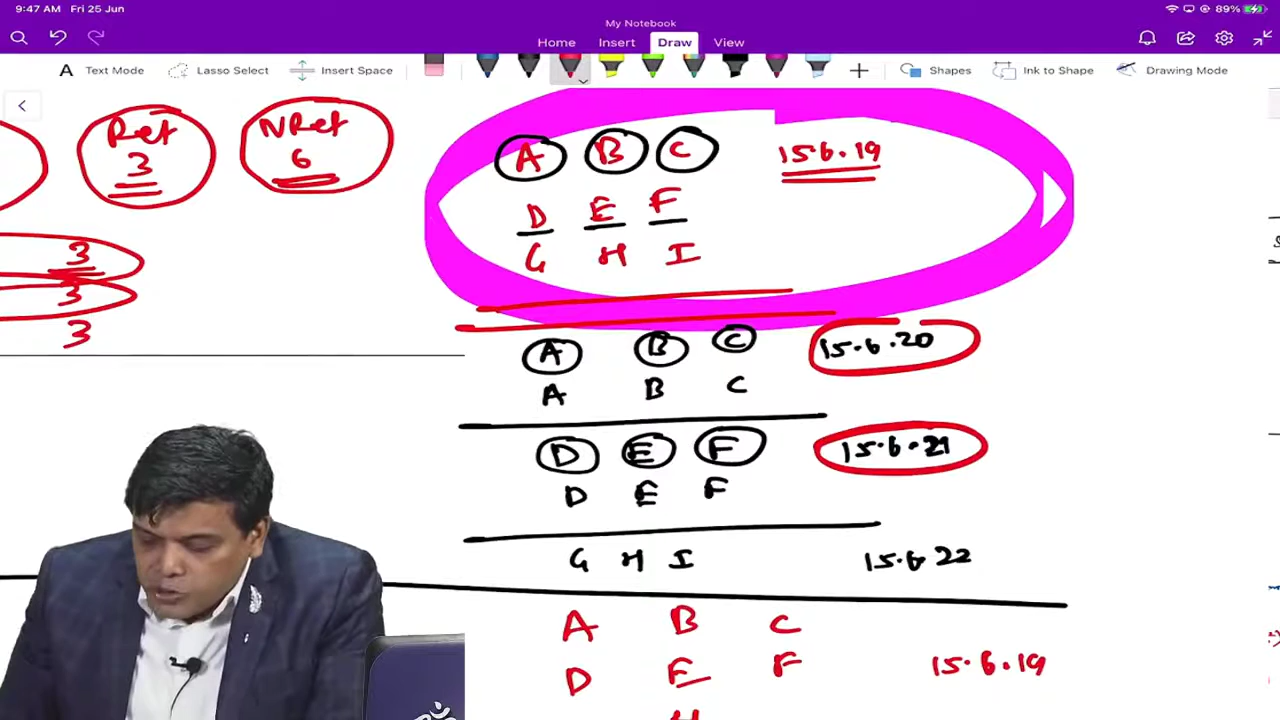 9:47 AM Fri 25 Jun
89%
My Notebook
Home Insert Draw View
A Text Mode Lasso Select Insert Space Shapes Ink to Shape Drawing Mode
Ret
3
NRet
6
3
3
3
A B C 15.6.19
D E F
G H I
A B C 15.6.20
A B C
D E F 15.6.21
D E F
G H I 15.6.22
A B C
D E F 15.6.19
H